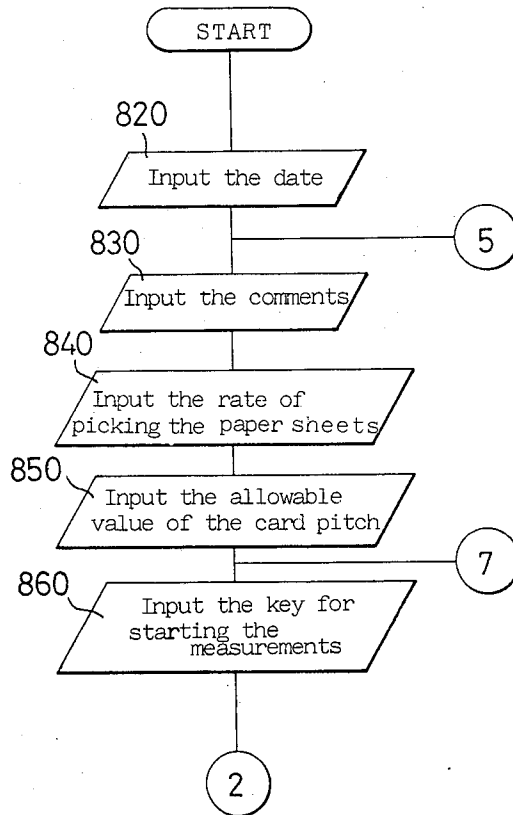 START
820
Input the date
5
830
Input the comments
840
Input the rate of
picking the paper sheets
850
Input the allowable
value of the card pitch
7
860
Input the key for
starting the
measurements
2